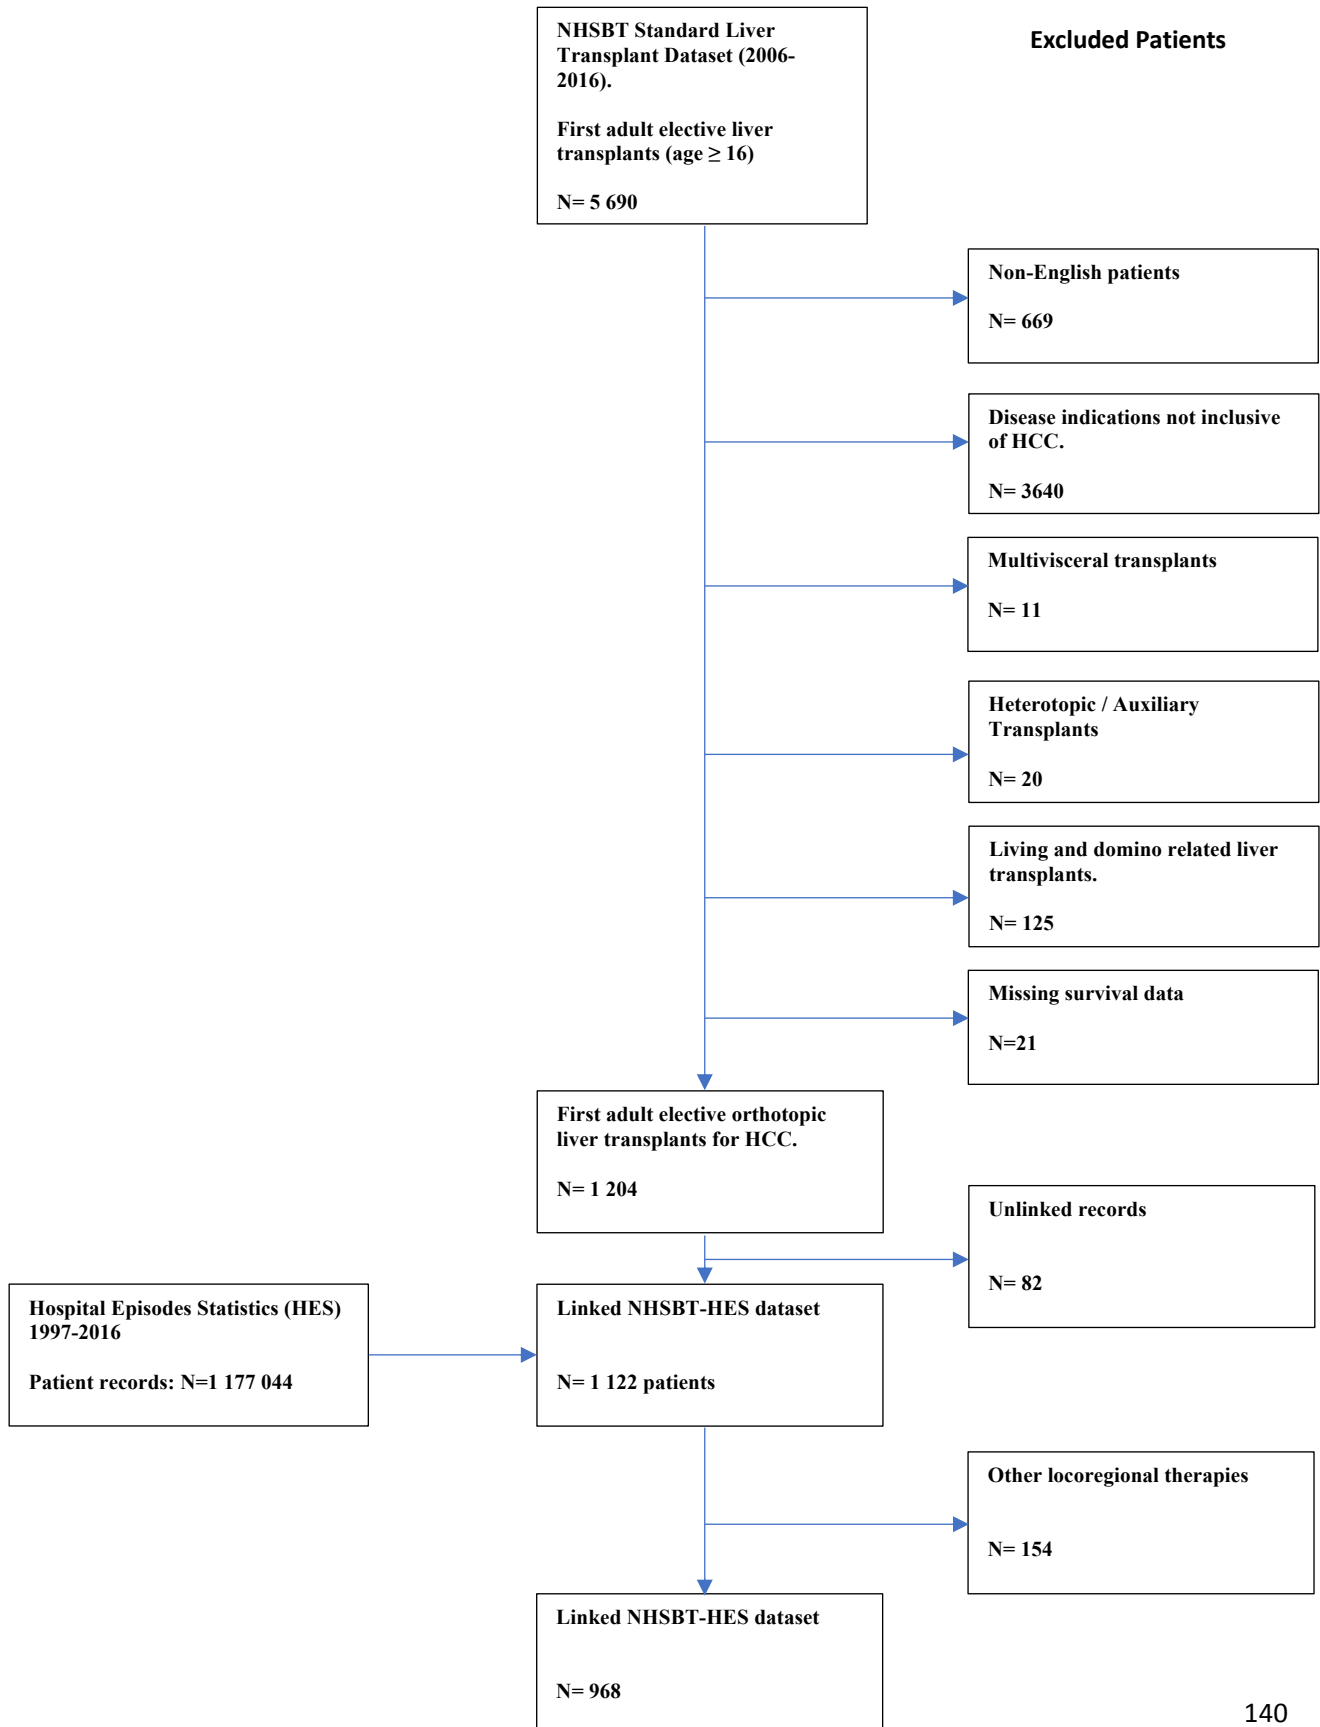 NHSBT Standard Liver
Transplant Dataset (2006-
2016).
First adult elective liver
transplants (age ≥ 16)
N= 5 690
Excluded Patients
Non-English patients
N= 669
Disease indications not inclusive
of HCC.
N= 3640
Multivisceral transplants
N= 11
Heterotopic / Auxiliary
Transplants
N= 20
Living and domino related liver
transplants.
N= 125
Missing survival data
N=21
First adult elective orthotopic
liver transplants for HCC.
N= 1 204
Unlinked records
N= 82
Hospital Episodes Statistics (HES)
1997-2016
Patient records: N=1 177 044
Linked NHSBT-HES dataset
N= 1 122 patients
Other locoregional therapies
N= 154
Linked NHSBT-HES dataset
N= 968
140